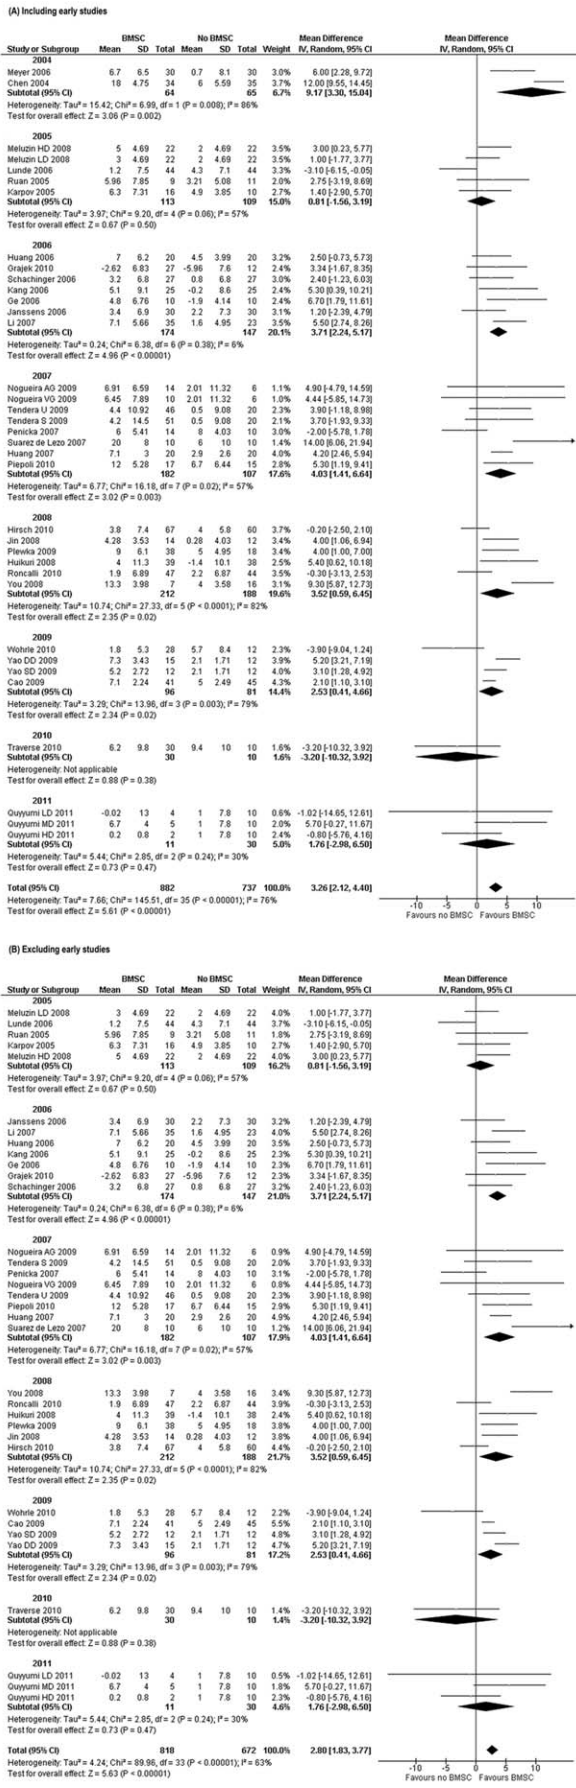 (A) Including early studies
BMSC No BMSC Mean Difference Mean Difference
Study or Subgroup Mean SD Total Mean SD Total Weight IV, Random, 95% CI IV, Random, 95% CI
2004
Meyer 2006 6.7 6.5 30 0.7 8.1 30 3.0% 6.00 [2.28, 9.72]
Chen 2004 18 4.75 34 6 5.59 35 3.7% 12.00 [9.55, 14.45]
Subtotal (95% CI) 64 65 6.7% 9.17 [3.30, 15.04]
Heterogeneity: Tau² = 15.42; Chi² = 6.99, df = 1 (P = 0.008); I² = 86%
Test for overall effect: Z = 3.06 (P = 0.002)
2005
Meluzin HD 2008 5 4.69 22 2 4.69 22 3.5% 3.00 [0.23, 5.77]
Meluzin LD 2008 3 4.69 22 2 4.69 22 3.5% 1.00 [-1.77, 3.77]
Lunde 2006 1.2 7.5 44 4.3 7.1 44 3.4% -3.10 [-6.15, -0.05]
Ruan 2005 5.96 7.85 9 3.21 5.08 11 2.0% 2.75 [-3.19, 8.69]
Karpov 2005 6.3 7.31 16 4.9 3.85 10 2.6% 1.40 [-2.90, 5.70]
Subtotal (95% CI) 113 109 15.0% 0.81 [-1.56, 3.19]
Heterogeneity: Tau² = 3.97; Chi² = 9.20, df = 4 (P = 0.06); I² = 57%
Test for overall effect: Z = 0.67 (P = 0.50)
2006
Huang 2006 7 6.2 20 4.5 3.99 20 3.2% 2.50 [-0.73, 5.73]
Grajek 2010 -2.62 6.83 27 -5.96 7.6 12 2.3% 3.34 [-1.67, 8.35]
Schachinger 2006 3.2 6.8 27 0.8 6.8 27 3.0% 2.40 [-1.23, 6.03]
Kang 2006 5.1 9.1 25 -0.2 8.6 25 2.4% 5.30 [0.39, 10.21]
Ge 2006 4.8 6.76 10 -1.9 4.14 10 2.4% 6.70 [1.79, 11.61]
Janssens 2006 3.4 6.9 30 2.2 7.3 30 3.1% 1.20 [-2.39, 4.79]
Li 2007 7.1 5.66 35 1.6 4.95 23 3.5% 5.50 [2.74, 8.26]
Subtotal (95% CI) 174 147 20.1% 3.71 [2.24, 5.17]
Heterogeneity: Tau² = 0.24; Chi² = 6.38, df = 6 (P = 0.38); I² = 6%
Test for overall effect: Z = 4.96 (P < 0.00001)
2007
Nogueira AG 2009 6.91 6.59 14 2.01 11.32 6 1.1% 4.90 [-4.79, 14.59]
Nogueira VG 2009 6.45 7.89 10 2.01 11.32 6 1.0% 4.44 [-5.85, 14.73]
Tendera U 2009 4.4 10.92 46 0.5 9.08 20 2.3% 3.90 [-1.18, 8.98]
Tendera S 2009 4.2 14.5 51 0.5 9.08 20 2.1% 3.70 [-1.93, 9.33]
Penicka 2007 6 5.41 14 8 4.03 10 2.9% -2.00 [-5.78, 1.78]
Suarez de Lezo 2007 20 8 10 6 10 10 1.4% 14.00 [6.06, 21.94]
Huang 2007 7.1 3 20 2.9 2.6 20 4.0% 4.20 [2.46, 5.94]
Piepoli 2010 12 5.28 17 6.7 6.44 15 2.8% 5.30 [1.19, 9.41]
Subtotal (95% CI) 182 107 17.6% 4.03 [1.41, 6.64]
Heterogeneity: Tau² = 6.77; Chi² = 16.18, df = 7 (P = 0.02); I² = 57%
Test for overall effect: Z = 3.02 (P = 0.003)
2008
Hirsch 2010 3.8 7.4 67 4 5.8 60 3.7% -0.20 [-2.50, 2.10]
Jin 2008 4.28 3.53 14 0.28 4.03 12 3.4% 4.00 [1.06, 6.94]
Plewka 2009 9 6.1 38 5 4.95 18 3.4% 4.00 [1.00, 7.00]
Huikuri 2008 4 11.3 39 -1.4 10.1 38 2.5% 5.40 [0.62, 10.18]
Roncalli 2010 1.9 6.89 47 2.2 6.87 44 3.5% -0.30 [-3.13, 2.53]
You 2008 13.3 3.98 7 4 3.58 16 3.2% 9.30 [5.87, 12.73]
Subtotal (95% CI) 212 188 19.6% 3.52 [0.59, 6.45]
Heterogeneity: Tau² = 10.74; Chi² = 27.33, df = 5 (P < 0.0001); I² = 82%
Test for overall effect: Z = 2.35 (P = 0.02)
2009
Wohrle 2010 1.8 5.3 28 5.7 8.4 12 2.3% -3.90 [-9.04, 1.24]
Yao DD 2009 7.3 3.43 15 2.1 1.71 12 3.9% 5.20 [3.21, 7.19]
Yao SD 2009 5.2 2.72 12 2.1 1.71 12 4.0% 3.10 [1.28, 4.92]
Cao 2009 7.1 2.24 41 5 2.49 45 4.3% 2.10 [1.10, 3.10]
Subtotal (95% CI) 96 81 14.4% 2.53 [0.41, 4.66]
Heterogeneity: Tau² = 3.29; Chi² = 13.96, df = 3 (P = 0.003); I² = 79%
Test for overall effect: Z = 2.34 (P = 0.02)
2010
Traverse 2010 6.2 9.8 30 9.4 10 10 1.6% -3.20 [-10.32, 3.92]
Subtotal (95% CI) 30 10 1.6% -3.20 [-10.32, 3.92]
Heterogeneity: Not applicable
Test for overall effect: Z = 0.88 (P = 0.38)
2011
Quyyumi LD 2011 -0.02 13 4 1 7.8 10 0.6% -1.02 [-14.65, 12.61]
Quyyumi MD 2011 6.7 4 5 1 7.8 10 2.0% 5.70 [-0.27, 11.67]
Quyyumi HD 2011 0.2 0.8 2 1 7.8 10 2.4% -0.80 [-5.76, 4.16]
Subtotal (95% CI) 11 30 5.0% 1.76 [-2.98, 6.50]
Heterogeneity: Tau² = 5.44; Chi² = 2.85, df = 2 (P = 0.24); I² = 30%
Test for overall effect: Z = 0.73 (P = 0.47)
Total (95% CI) 882 737 100.0% 3.26 [2.12, 4.40]
Heterogeneity: Tau² = 7.66; Chi² = 145.51, df = 35 (P < 0.00001); I² = 76%
Test for overall effect: Z = 5.61 (P < 0.00001)
-10 -5 0 5 10
Favours no BMSC Favours BMSC
(B) Excluding early studies
BMSC No BMSC Mean Difference Mean Difference
Study or Subgroup Mean SD Total Mean SD Total Weight IV, Random, 95% CI IV, Random, 95% CI
2005
Meluzin LD 2008 3 4.69 22 2 4.69 22 4.0% 1.00 [-1.77, 3.77]
Lunde 2006 1.2 7.5 44 4.3 7.1 44 3.7% -3.10 [-6.15, -0.05]
Ruan 2005 5.96 7.85 9 3.21 5.08 11 1.8% 2.75 [-3.19, 8.69]
Karpov 2005 6.3 7.31 16 4.9 3.85 10 2.6% 1.40 [-2.90, 5.70]
Meluzin HD 2008 5 4.69 22 2 4.69 22 4.0% 3.00 [0.23, 5.77]
Subtotal (95% CI) 113 109 16.2% 0.81 [-1.56, 3.19]
Heterogeneity: Tau² = 3.97; Chi² = 9.20, df = 4 (P = 0.06); I² = 57%
Test for overall effect: Z = 0.67 (P = 0.50)
2006
Janssens 2006 3.4 6.9 30 2.2 7.3 30 3.2% 1.20 [-2.39, 4.79]
Li 2007 7.1 5.66 35 1.6 4.95 23 4.0% 5.50 [2.74, 8.26]
Huang 2006 7 6.2 20 4.5 3.99 20 3.5% 2.50 [-0.73, 5.73]
Kang 2006 5.1 9.1 25 -0.2 8.6 25 2.3% 5.30 [0.39, 10.21]
Ge 2006 4.8 6.76 10 -1.9 4.14 10 2.3% 6.70 [1.79, 11.61]
Grajek 2010 -2.62 6.83 27 -5.96 7.6 12 2.2% 3.34 [-1.67, 8.35]
Schachinger 2006 3.2 6.8 27 0.8 6.8 27 3.2% 2.40 [-1.23, 6.03]
Subtotal (95% CI) 174 147 21.0% 3.71 [2.24, 5.17]
Heterogeneity: Tau² = 0.24; Chi² = 6.38, df = 6 (P = 0.38); I² = 6%
Test for overall effect: Z = 4.96 (P < 0.00001)
2007
Nogueira AG 2009 6.91 6.59 14 2.01 11.32 6 0.9% 4.90 [-4.79, 14.59]
Tendera S 2009 4.2 14.5 51 0.5 9.08 20 2.0% 3.70 [-1.93, 9.33]
Penicka 2007 6 5.41 14 8 4.03 10 3.0% -2.00 [-5.78, 1.78]
Nogueira VG 2009 6.45 7.89 10 2.01 11.32 6 0.8% 4.44 [-5.85, 14.73]
Tendera U 2009 4.4 10.92 46 0.5 9.08 20 2.2% 3.90 [-1.18, 8.98]
Piepoli 2010 12 5.28 17 6.7 6.44 15 2.8% 5.30 [1.19, 9.41]
Huang 2007 7.1 3 20 2.9 2.6 20 5.0% 4.20 [2.46, 5.94]
Suarez de Lezo 2007 20 8 10 6 10 10 1.2% 14.00 [6.06, 21.94]
Subtotal (95% CI) 182 107 17.9% 4.03 [1.41, 6.64]
Heterogeneity: Tau² = 6.77; Chi² = 16.18, df = 7 (P = 0.02); I² = 57%
Test for overall effect: Z = 3.02 (P = 0.003)
2008
You 2008 13.3 3.98 7 4 3.58 16 3.4% 9.30 [5.87, 12.73]
Roncalli 2010 1.9 6.89 47 2.2 6.87 44 3.9% -0.30 [-3.13, 2.53]
Huikuri 2008 4 11.3 39 -1.4 10.1 38 2.4% 5.40 [0.62, 10.18]
Plewka 2009 9 6.1 38 5 4.95 18 3.8% 4.00 [1.00, 7.00]
Jin 2008 4.28 3.53 14 0.28 4.03 12 3.8% 4.00 [1.06, 6.94]
Hirsch 2010 3.8 7.4 67 4 5.8 60 4.4% -0.20 [-2.50, 2.10]
Subtotal (95% CI) 212 188 21.7% 3.52 [0.59, 6.45]
Heterogeneity: Tau² = 10.74; Chi² = 27.33, df = 5 (P < 0.0001); I² = 82%
Test for overall effect: Z = 2.35 (P = 0.02)
2009
Wohrle 2010 1.8 5.3 28 5.7 8.4 12 2.2% -3.90 [-9.04, 1.24]
Cao 2009 7.1 2.24 41 5 2.49 45 5.5% 2.10 [1.10, 3.10]
Yao SD 2009 5.2 2.72 12 2.1 1.71 12 4.8% 3.10 [1.28, 4.92]
Yao DD 2009 7.3 3.43 15 2.1 1.71 12 4.7% 5.20 [3.21, 7.19]
Subtotal (95% CI) 96 81 17.2% 2.53 [0.41, 4.66]
Heterogeneity: Tau² = 3.29; Chi² = 13.96, df = 3 (P = 0.003); I² = 79%
Test for overall effect: Z = 2.34 (P = 0.02)
2010
Traverse 2010 6.2 9.8 30 9.4 10 10 1.4% -3.20 [-10.32, 3.92]
Subtotal (95% CI) 30 10 1.4% -3.20 [-10.32, 3.92]
Heterogeneity: Not applicable
Test for overall effect: Z = 0.88 (P = 0.38)
2011
Quyyumi LD 2011 -0.02 13 4 1 7.8 10 0.5% -1.02 [-14.65, 12.61]
Quyyumi MD 2011 6.7 4 5 1 7.8 10 1.8% 5.70 [-0.27, 11.67]
Quyyumi HD 2011 0.2 0.8 2 1 7.8 10 2.3% -0.80 [-5.76, 4.16]
Subtotal (95% CI) 11 30 4.6% 1.76 [-2.98, 6.50]
Heterogeneity: Tau² = 5.44; Chi² = 2.85, df = 2 (P = 0.24); I² = 30%
Test for overall effect: Z = 0.73 (P = 0.47)
Total (95% CI) 818 672 100.0% 2.80 [1.83, 3.77]
Heterogeneity: Tau² = 4.24; Chi² = 89.96, df = 33 (P < 0.00001); I² = 63%
Test for overall effect: Z = 5.63 (P < 0.00001)
-10 -5 0 5 10
Favours no BMSC Favours BMSC